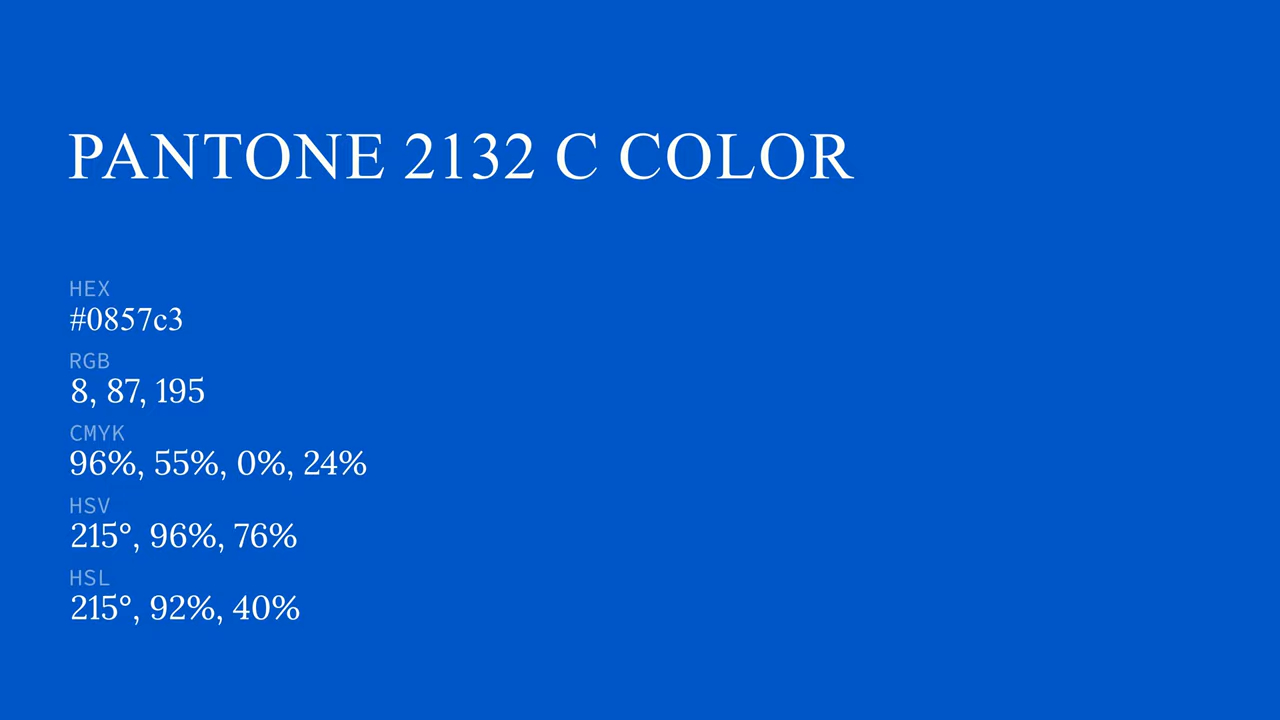 PANTONE 2132 C COLOR
HEX
#0857c3
RGB
8, 87, 195
CMYK
96%, 55%, 0%, 24%
HSV
215°, 96%, 76%
HSL
215°, 92%, 40%